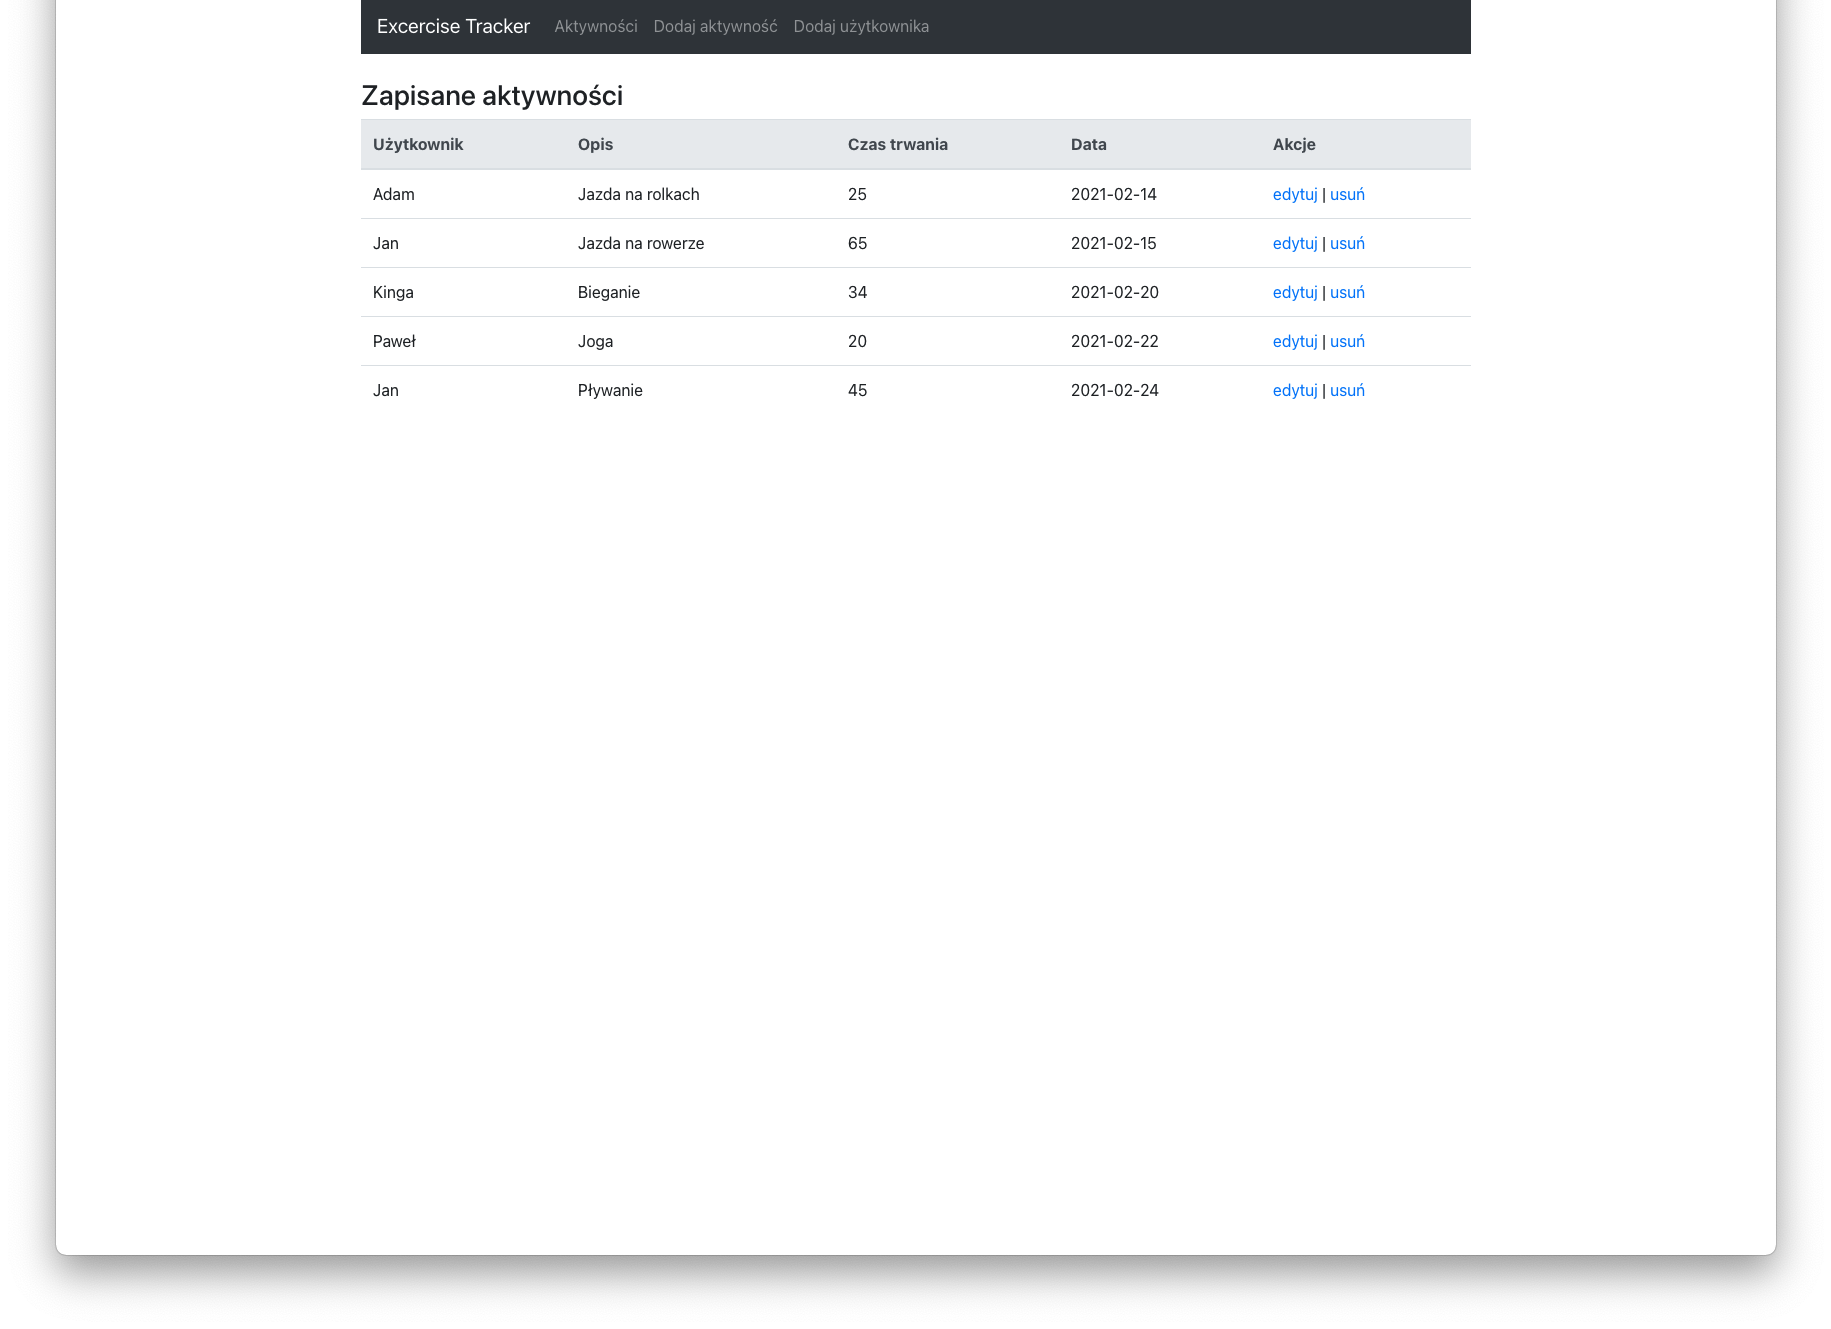 Excercise Tracker Aktywności Dodaj aktywność Dodaj użytkownika
Zapisane aktywności
Użytkownik Opis Czas trwania Data Akcje
Adam Jazda na rolkach 25 2021-02-14 edytuj | usuń
Jan Jazda na rowerze 65 2021-02-15 edytuj | usuń
Kinga Bieganie 34 2021-02-20 edytuj | usuń
Paweł Joga 20 2021-02-22 edytuj | usuń
Jan Pływanie 45 2021-02-24 edytuj | usuń